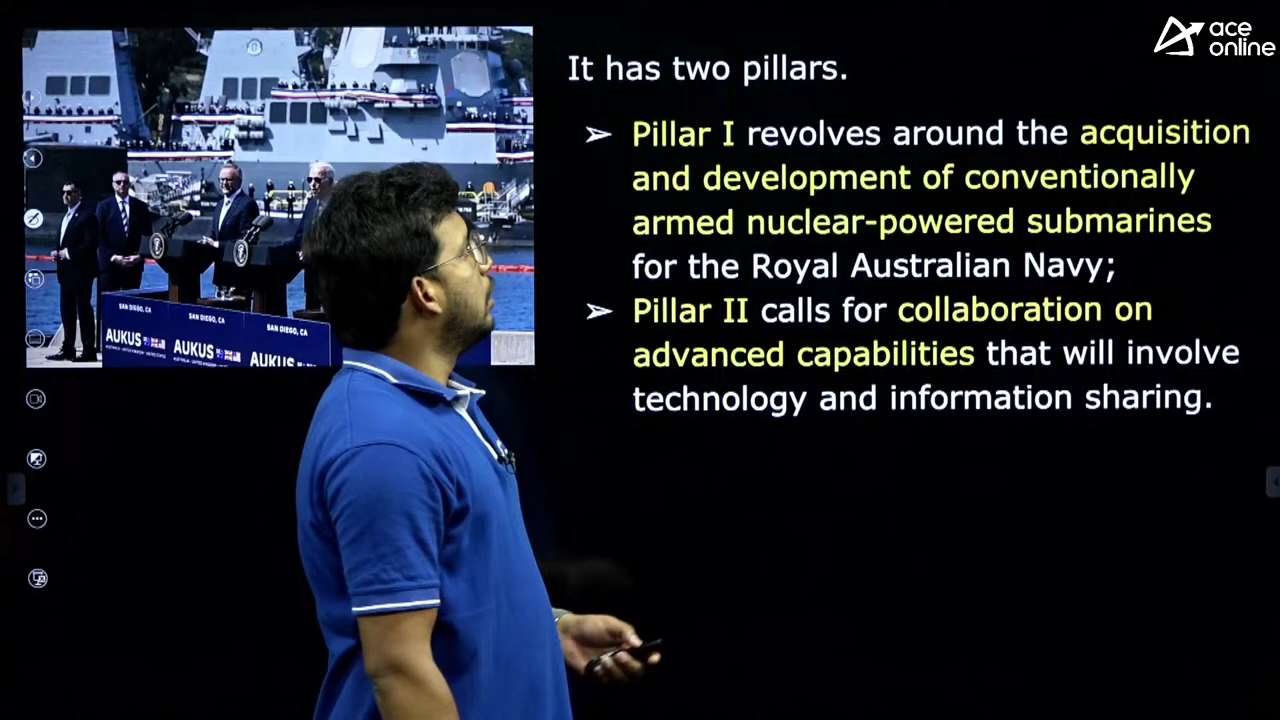 ace
online
It has two pillars.
➢ Pillar I revolves around the acquisition
and development of conventionally
armed nuclear-powered submarines
for the Royal Australian Navy;
➢ Pillar II calls for collaboration on
advanced capabilities that will involve
technology and information sharing.
SAN DIEGO, CA
SAN DIEGO, CA
SAN DIEGO, CA
AUKUS
AUKUS
AUKUS